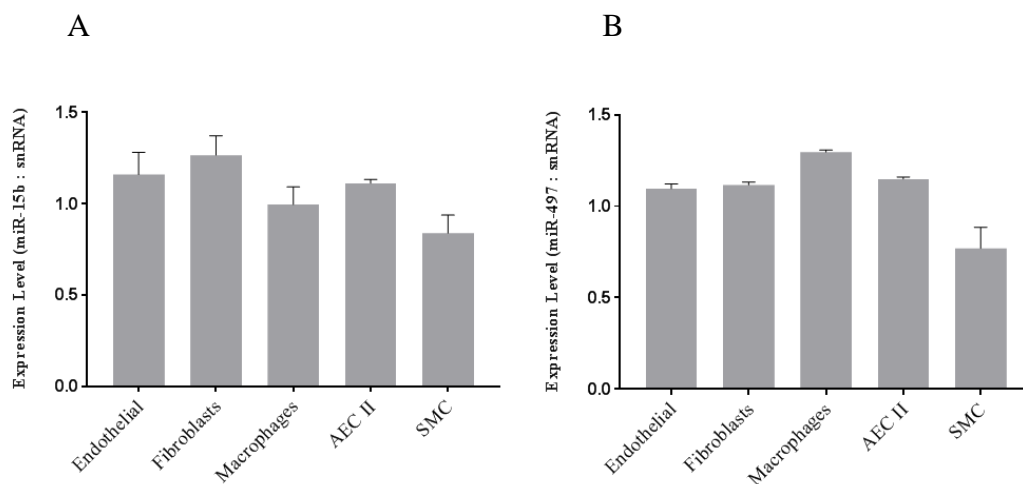 A
B
Expression Level (miR-15b : snRNA)
1.5
1.0
0.5
0.0
Endothelial
Fibroblasts
Macrophages
AEC II
SMC
Expression Level (miR-497 : snRNA)
1.5
1.0
0.5
0.0
Endothelial
Fibroblasts
Macrophages
AEC II
SMC